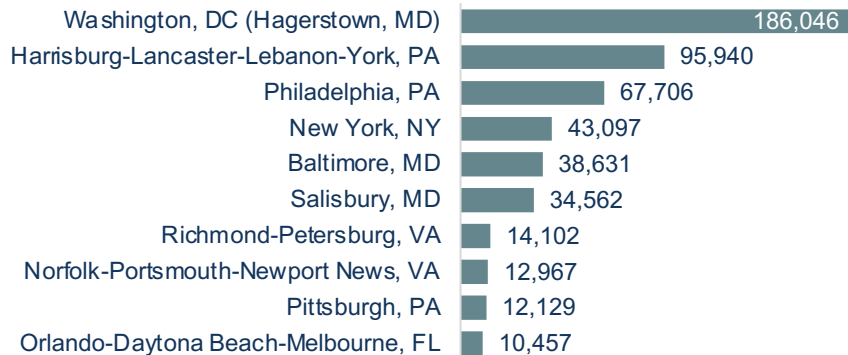 Washington, DC (Hagerstown, MD) 186,046
Harrisburg-Lancaster-Lebanon-York, PA 95,940
Philadelphia, PA 67,706
New York, NY 43,097
Baltimore, MD 38,631
Salisbury, MD 34,562
Richmond-Petersburg, VA 14,102
Norfolk-Portsmouth-Newport News, VA 12,967
Pittsburgh, PA 12,129
Orlando-Daytona Beach-Melbourne, FL 10,457